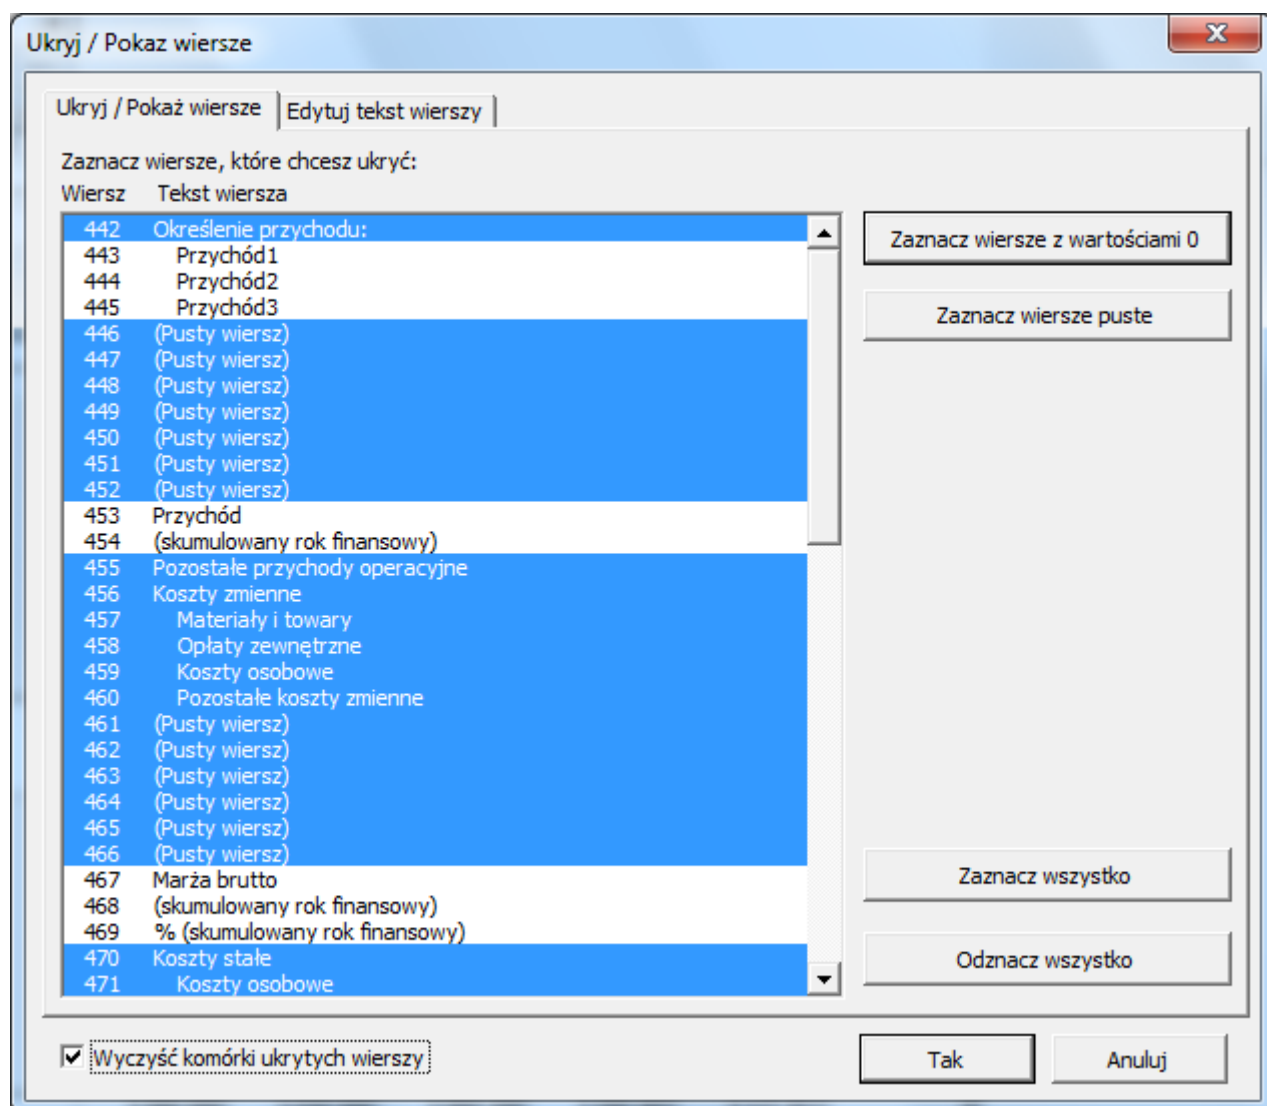 Ukryj / Pokaz wiersze
Ukryj / Pokaż wiersze Edytuj tekst wierszy
Zaznacz wiersze, które chcesz ukryć:
Wiersz Tekst wiersza
442 Określenie przychodu:
443 Przychód1
444 Przychód2
445 Przychód3
446 (Pusty wiersz)
447 (Pusty wiersz)
448 (Pusty wiersz)
449 (Pusty wiersz)
450 (Pusty wiersz)
451 (Pusty wiersz)
452 (Pusty wiersz)
453 Przychód
454 (skumulowany rok finansowy)
455 Pozostałe przychody operacyjne
456 Koszty zmienne
457 Materiały i towary
458 Opłaty zewnętrzne
459 Koszty osobowe
460 Pozostałe koszty zmienne
461 (Pusty wiersz)
462 (Pusty wiersz)
463 (Pusty wiersz)
464 (Pusty wiersz)
465 (Pusty wiersz)
466 (Pusty wiersz)
467 Marża brutto
468 (skumulowany rok finansowy)
469 % (skumulowany rok finansowy)
470 Koszty stałe
471 Koszty osobowe
Zaznacz wiersze z wartościami 0
Zaznacz wiersze puste
Zaznacz wszystko
Odznacz wszystko
Wyczyść komórki ukrytych wierszy
Tak
Anuluj